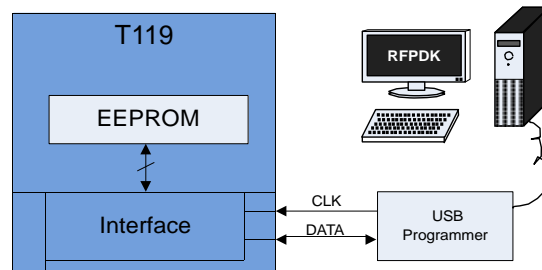 T119
RFPDK
EEPROM
CLK
Interface
DATA
USB
Programmer